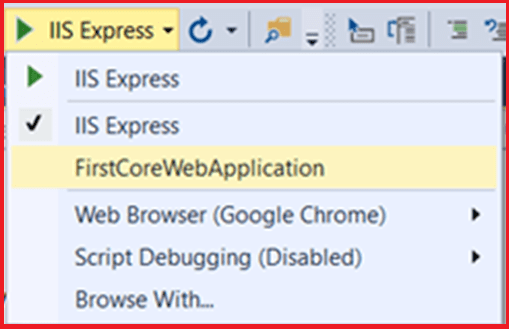 IIS Express
IIS Express
IIS Express
FirstCoreWebApplication
Web Browser (Google Chrome)
Script Debugging (Disabled)
Browse With...